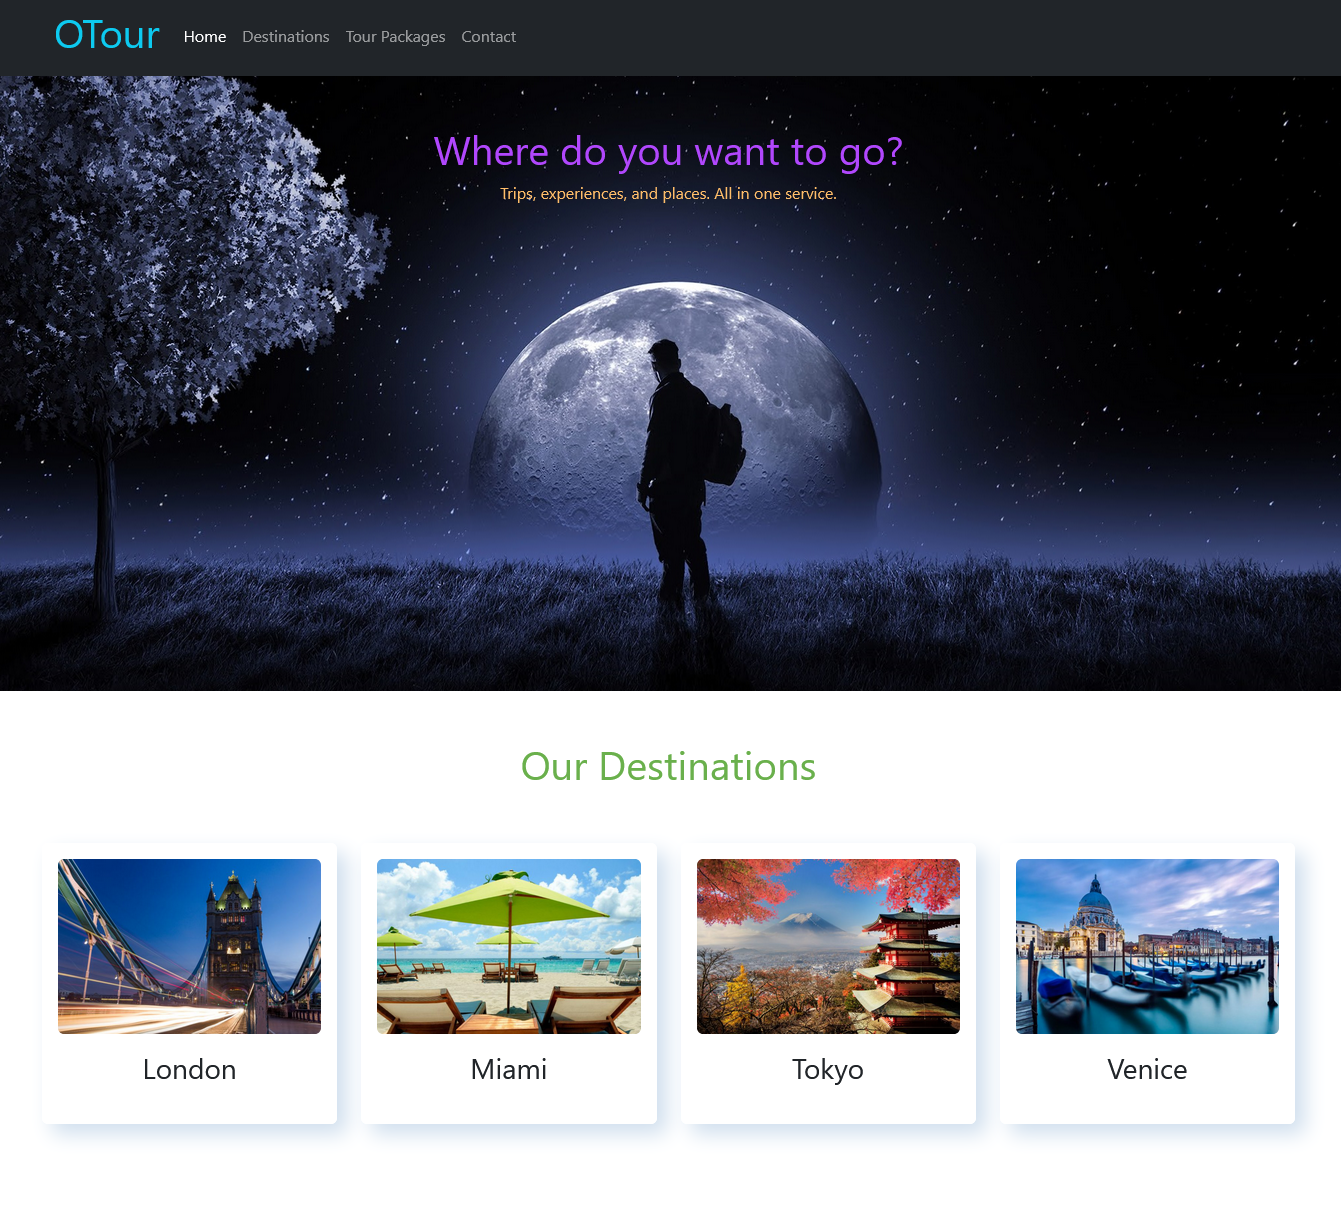 OTour Home Destinations Tour Packages Contact
Where do you want to go?
Trips, experiences, and places. All in one service.
Our Destinations
London
Miami
Tokyo
Venice